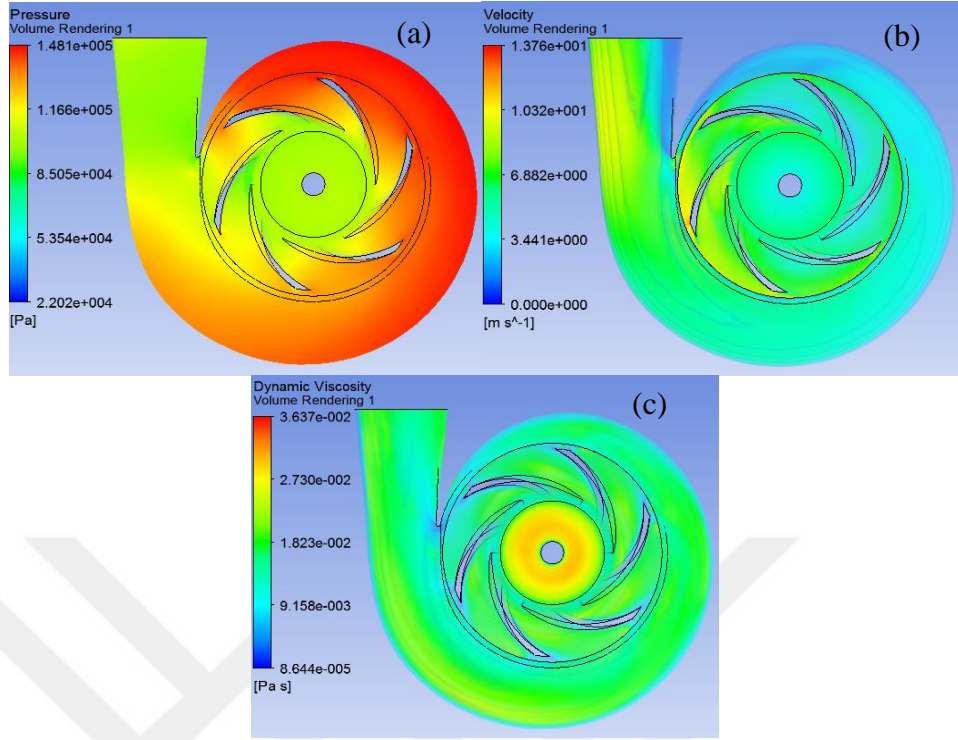 Pressure
Volume Rendering 1
(a)
1.481e+005
1.166e+005
8.505e+004
5.354e+004
2.202e+004
[Pa]
Velocity
Volume Rendering 1
(b)
1.376e+001
1.032e+001
6.882e+000
3.441e+000
0.000e+000
[m s^-1]
Dynamic Viscosity
Volume Rendering 1
(c)
3.637e-002
2.730e-002
1.823e-002
9.158e-003
8.644e-005
[Pa s]